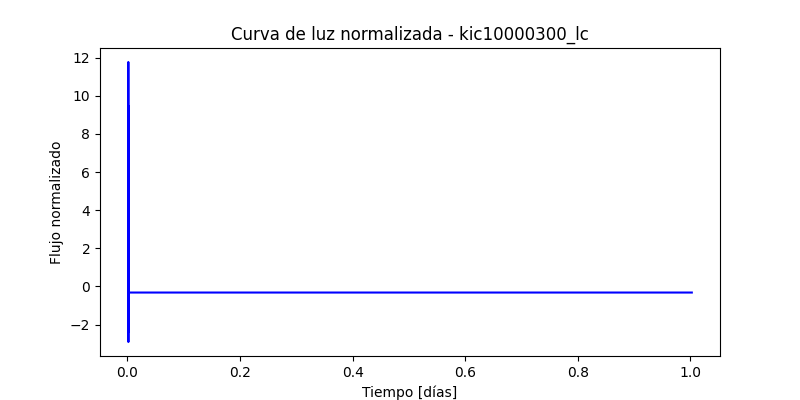 Curva de luz normalizada - kic10000300_lc
12
10
8
6
4
2
0
−2
Flujo normalizado
0.0 0.2 0.4 0.6 0.8 1.0
Tiempo [días]